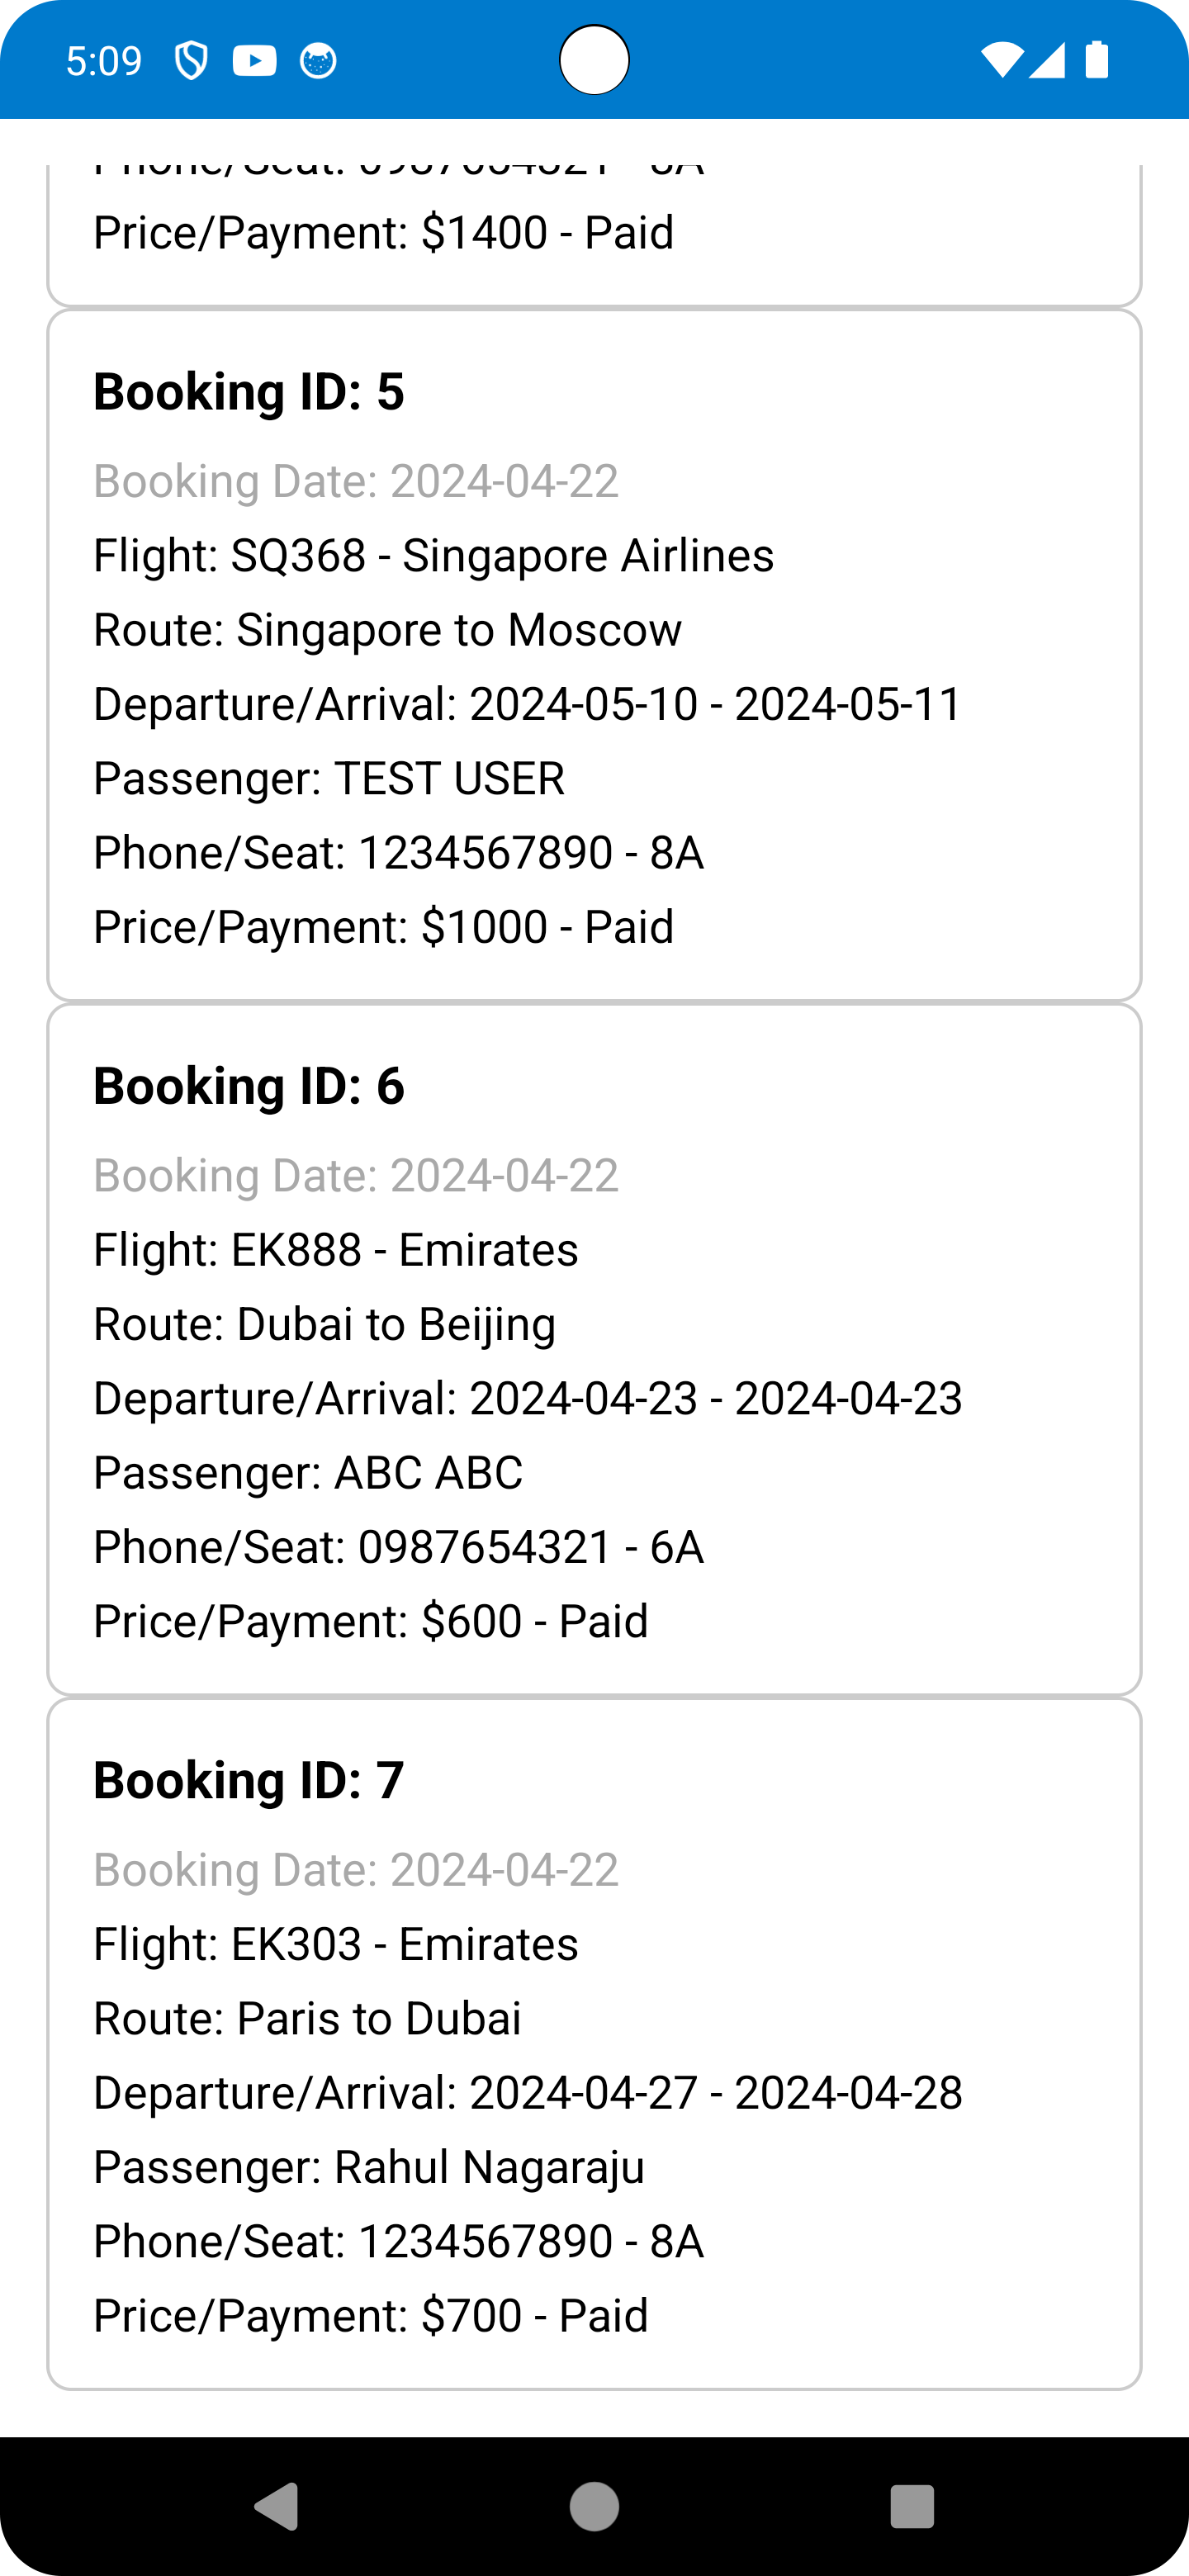 5:09
Price/Payment: $1400 - Paid
Booking ID: 5
Booking Date: 2024-04-22
Flight: SQ368 - Singapore Airlines
Route: Singapore to Moscow
Departure/Arrival: 2024-05-10 - 2024-05-11
Passenger: TEST USER
Phone/Seat: 1234567890 - 8A
Price/Payment: $1000 - Paid
Booking ID: 6
Booking Date: 2024-04-22
Flight: EK888 - Emirates
Route: Dubai to Beijing
Departure/Arrival: 2024-04-23 - 2024-04-23
Passenger: ABC ABC
Phone/Seat: 0987654321 - 6A
Price/Payment: $600 - Paid
Booking ID: 7
Booking Date: 2024-04-22
Flight: EK303 - Emirates
Route: Paris to Dubai
Departure/Arrival: 2024-04-27 - 2024-04-28
Passenger: Rahul Nagaraju
Phone/Seat: 1234567890 - 8A
Price/Payment: $700 - Paid